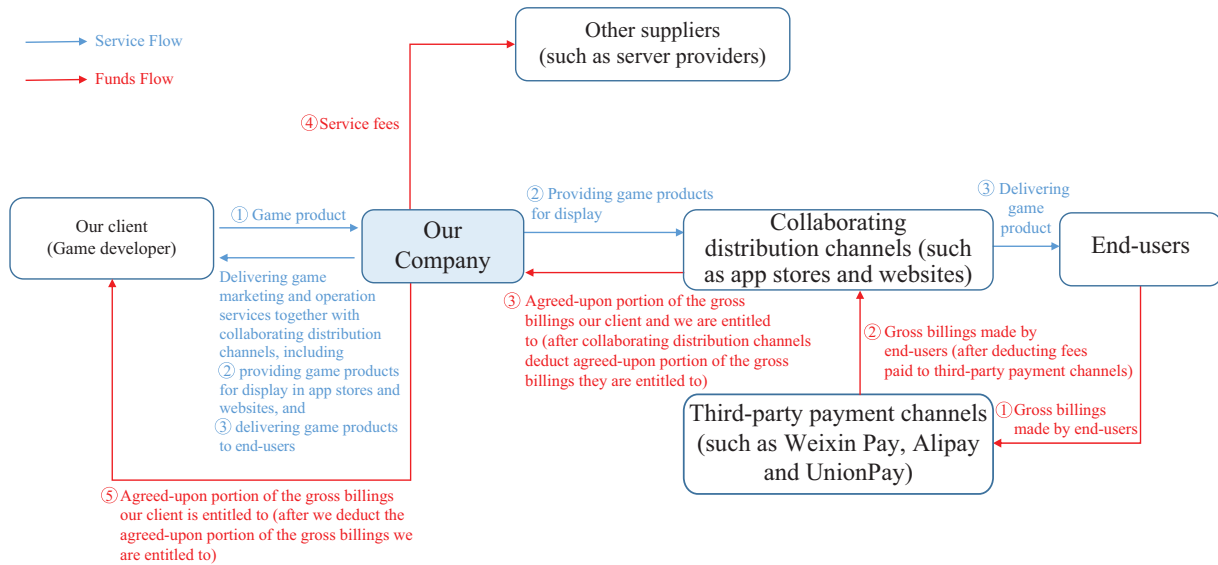 Service Flow
Funds Flow
Other suppliers
(such as server providers)
④ Service fees
Our client
(Game developer)
① Game product
Our
Company
② Providing game products
for display
Collaborating
distribution channels (such
as app stores and websites)
③ Delivering
game
product
End-users
Delivering game
marketing and operation
services together with
collaborating distribution
channels, including
② providing game products
for display in app stores and
websites, and
③ delivering game products
to end-users
③ Agreed-upon portion of the gross
billings our client and we are entitled
to (after collaborating distribution channels
deduct agreed-upon portion of the gross
billings they are entitled to)
② Gross billings made by
end-users (after deducting fees
paid to third-party payment channels)
Third-party payment channels
(such as Weixin Pay, Alipay
and UnionPay)
① Gross billings
made by end-users
⑤ Agreed-upon portion of the gross billings
our client is entitled to (after we deduct the
agreed-upon portion of the gross billings we
are entitled to)